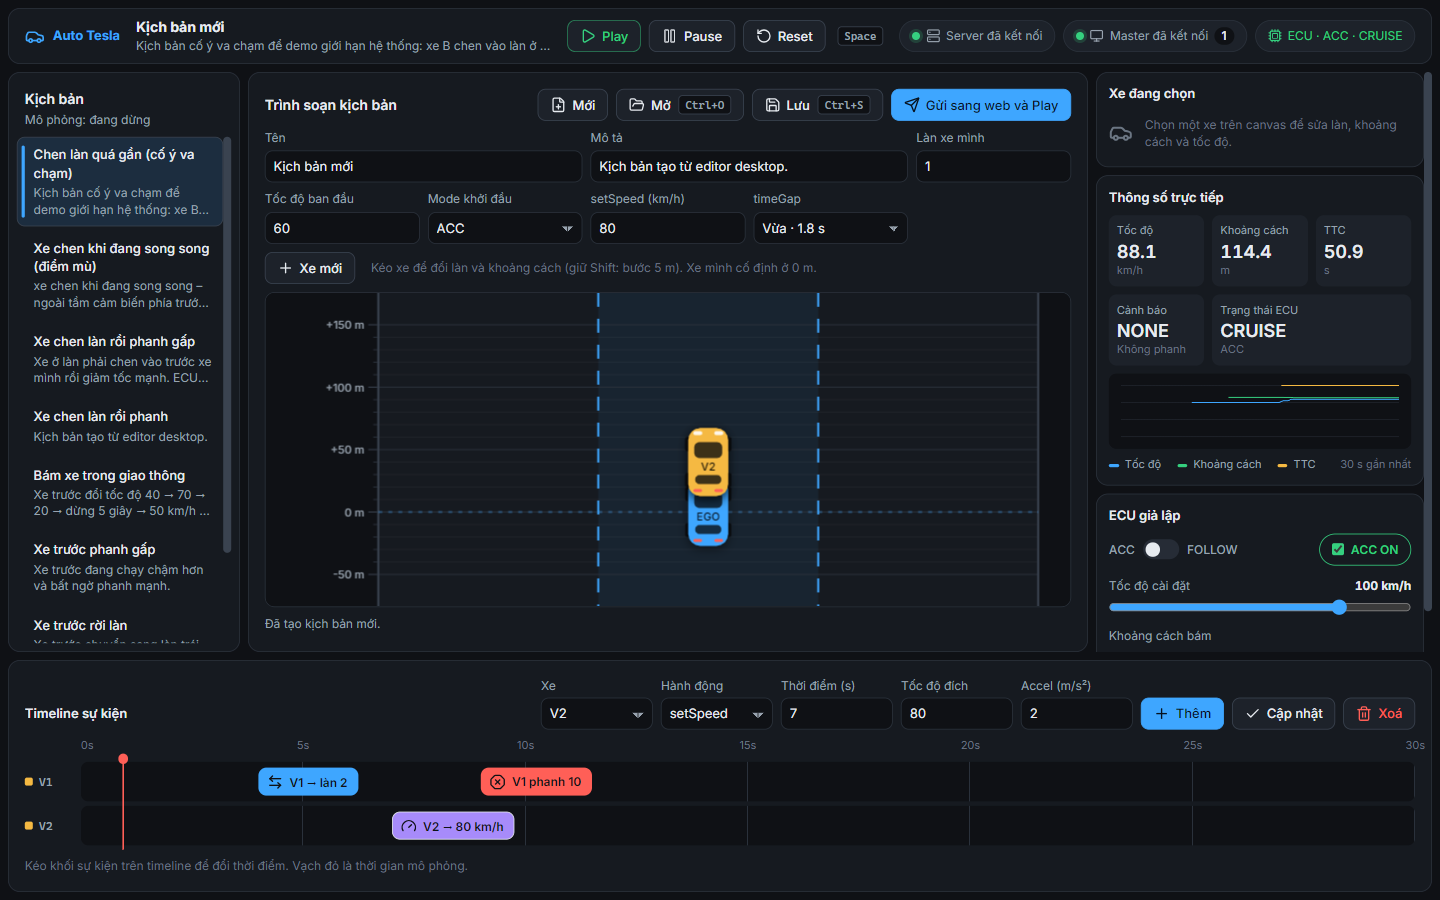 Auto Tesla
Kịch bản mới
Kịch bản cố ý va chạm để demo giới hạn hệ thống: xe B chen vào làn ở ...
Play
Pause
Reset
Space
Server đã kết nối
Master đã kết nối 1
ECU · ACC · CRUISE
Kịch bản
Mô phỏng: đang dừng
Chen làn quá gần (cố ý va
chạm)
Kịch bản cố ý va chạm để
demo giới hạn hệ thống: xe B...
Xe chen khi đang song song
(điểm mù)
xe chen khi đang song song –
ngoài tầm cảm biến phía trướ...
Xe chen làn rồi phanh gấp
Xe ở làn phải chen vào trước xe
mình rồi giảm tốc mạnh. ECU...
Xe chen làn rồi phanh
Kịch bản tạo từ editor desktop.
Bám xe trong giao thông
Xe trước đổi tốc độ 40 → 70 →
20 → dừng 5 giây → 50 km/h ...
Xe trước phanh gấp
Xe trước đang chạy chậm hơn
và bất ngờ phanh mạnh.
Xe trước rời làn
Trình soạn kịch bản
Mới
Mở Ctrl+O
Lưu Ctrl+S
Gửi sang web và Play
Tên
Mô tả
Làn xe mình
Kịch bản mới
Kịch bản tạo từ editor desktop.
1
Tốc độ ban đầu
Mode khởi đầu
setSpeed (km/h)
timeGap
60
ACC
80
Vừa · 1.8 s
Xe mới
Kéo xe để đổi làn và khoảng cách (giữ Shift: bước 5 m). Xe mình cố định ở 0 m.
+150 m
+100 m
+50 m
0 m
-50 m
V2
EGO
Đã tạo kịch bản mới.
Xe đang chọn
Chọn một xe trên canvas để sửa làn, khoảng
cách và tốc độ.
Thông số trực tiếp
Tốc độ
88.1
km/h
Khoảng cách
114.4
m
TTC
50.9
s
Cảnh báo
NONE
Không phanh
Trạng thái ECU
CRUISE
ACC
Tốc độ
Khoảng cách
TTC
30 s gần nhất
ECU giả lập
ACC
FOLLOW
ACC ON
Tốc độ cài đặt
100 km/h
Khoảng cách bám
Timeline sự kiện
Xe
Hành động
Thời điểm (s)
Tốc độ đích
Accel (m/s²)
V2
setSpeed
7
80
2
Thêm
Cập nhật
Xoá
0s
5s
10s
15s
20s
25s
30s
V1
V1 → làn 2
V1 phanh 10
V2
V2 → 80 km/h
Kéo khối sự kiện trên timeline để đổi thời điểm. Vạch đỏ là thời gian mô phỏng.